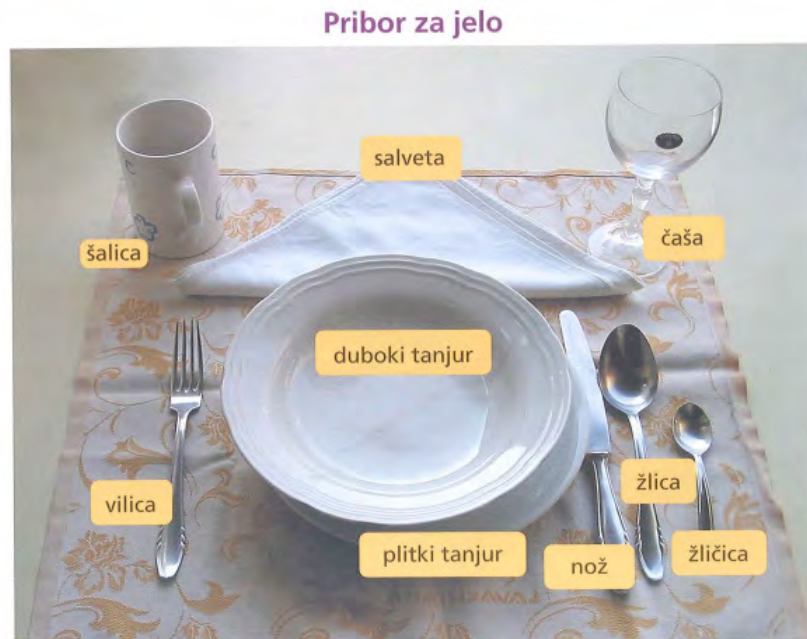 Pribor za jelo
salveta
šalica
čaša
duboki tanjur
vilica
žlica
plitki tanjur
nož
žličica